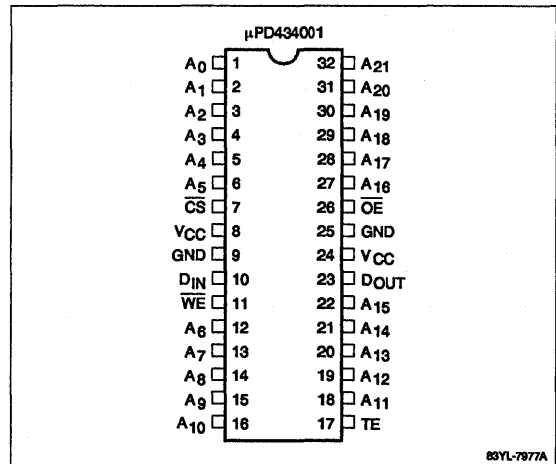 μPD434001
A0 1 32 A21
A1 2 31 A20
A2 3 30 A19
A3 4 29 A18
A4 5 28 A17
A5 6 27 A16
CS 7 26 OE
VCC 8 25 GND
GND 9 24 VCC
DIN 10 23 DOUT
WE 11 22 A15
A6 12 21 A14
A7 13 20 A13
A8 14 19 A12
A9 15 18 A11
A10 16 17 TE
83YL-7977A